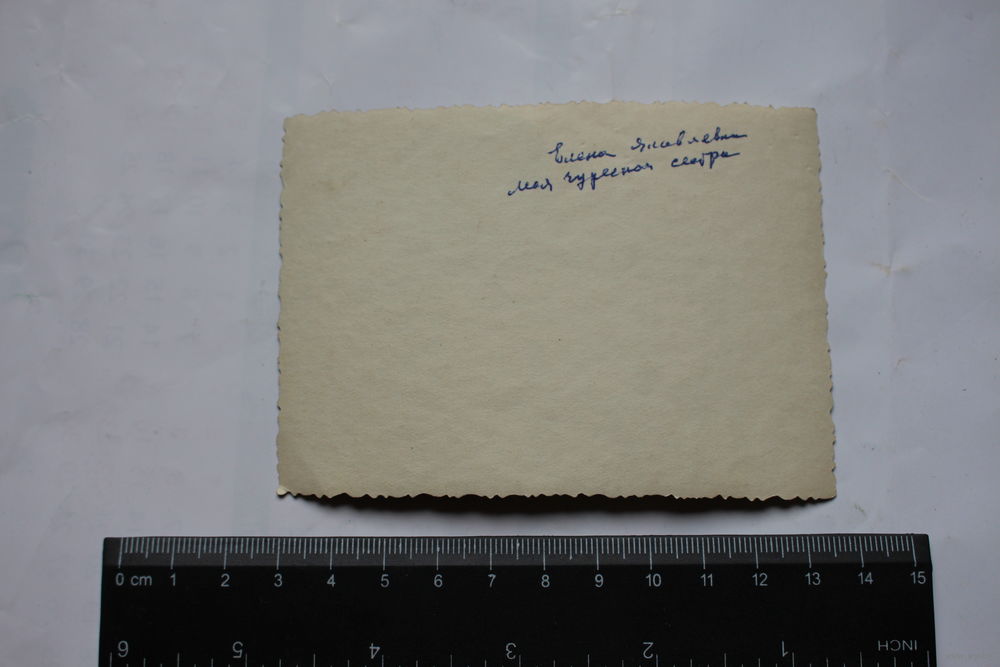 Елена Яковлевна
моя чудесная сестра
0 cm 1 2 3 4 5 6 7 8 9 10 11 12 13 14 15
6 5 4 3 2 1 INCH